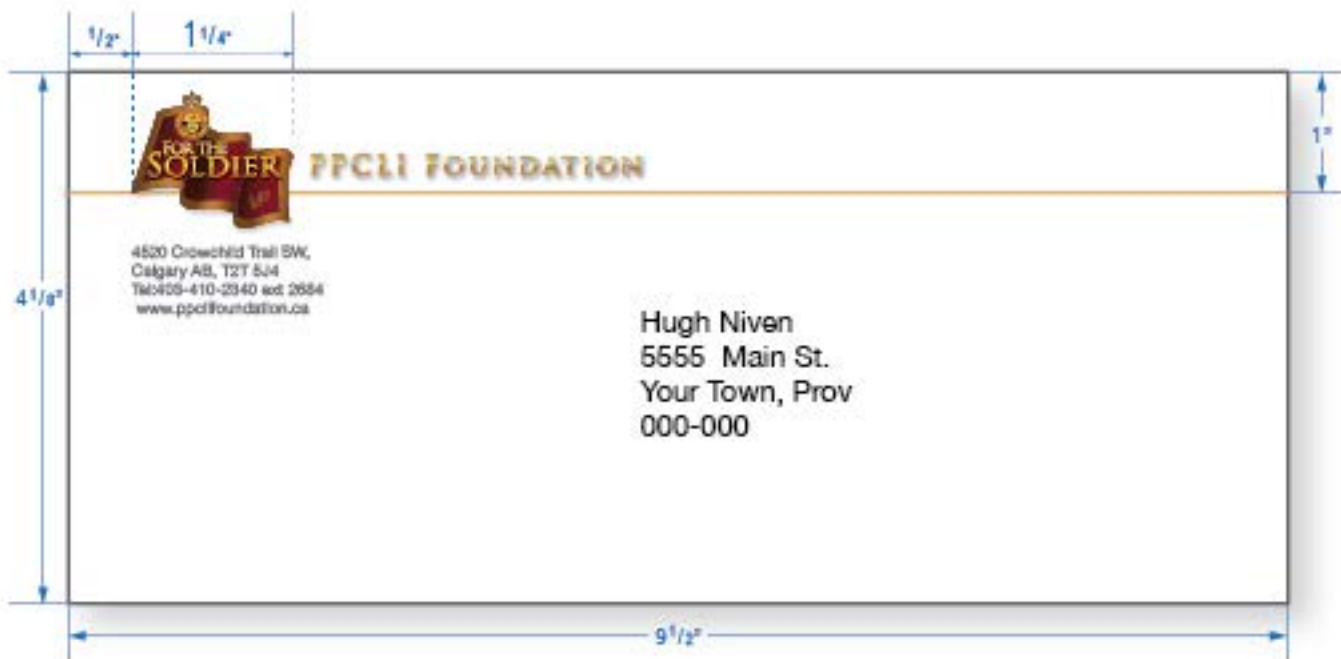 1/2"
1 1/4"
1"
FOR THE
SOLDIER
PPCLI FOUNDATION
4520 Crowchild Trail SW,
Calgary AB, T2T 5J4
Tel:403-410-2340 ext 2684
www.ppclifoundation.ca
4 1/8"
Hugh Niven
5555 Main St.
Your Town, Prov
000-000
9 1/2"